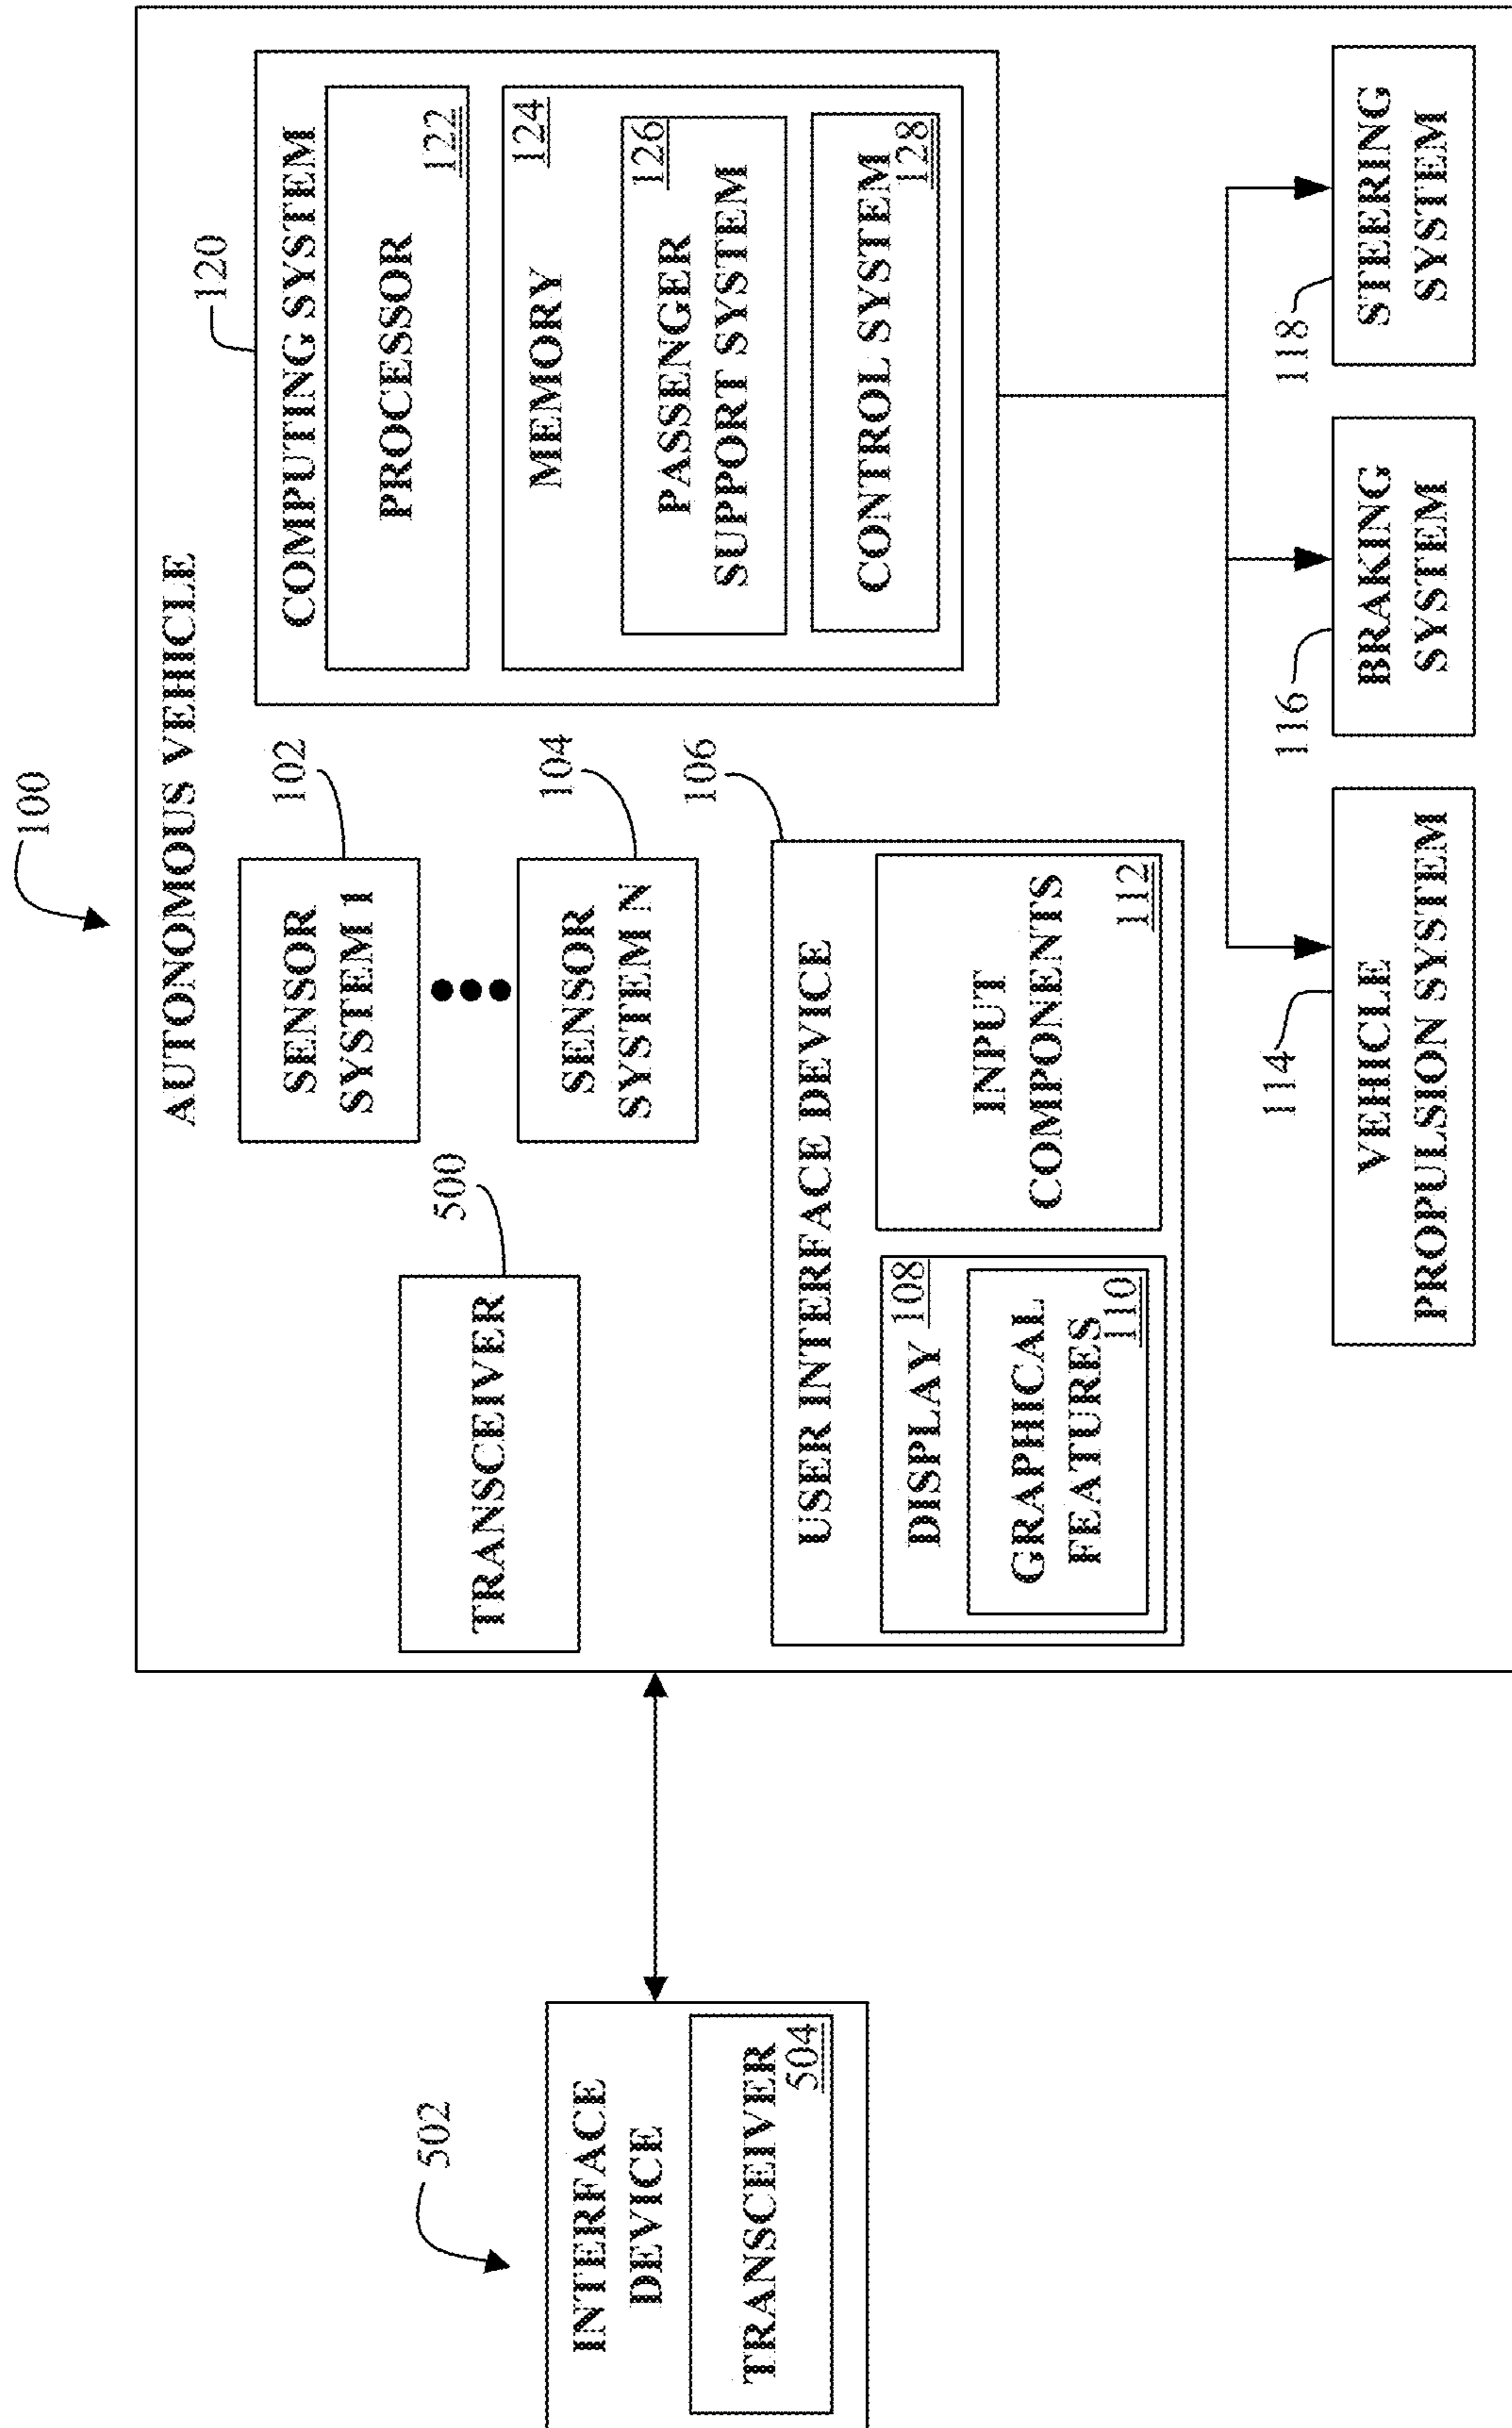 100
AUTONOMOUS VEHICLE
502
INTERFACE
DEVICE
TRANSCEIVER
504
500
TRANSCEIVER
102
SENSOR
SYSTEM 1
104
SENSOR
SYSTEM N
106
USER INTERFACE DEVICE
DISPLAY
108
GRAPHICAL
FEATURES
110
INPUT
COMPONENTS
112
120
COMPUTING SYSTEM
PROCESSOR
122
MEMORY
124
PASSENGER
SUPPORT SYSTEM
126
CONTROL SYSTEM
128
114
VEHICLE
PROPULSION SYSTEM
116
BRAKING
SYSTEM
118
STEERING
SYSTEM